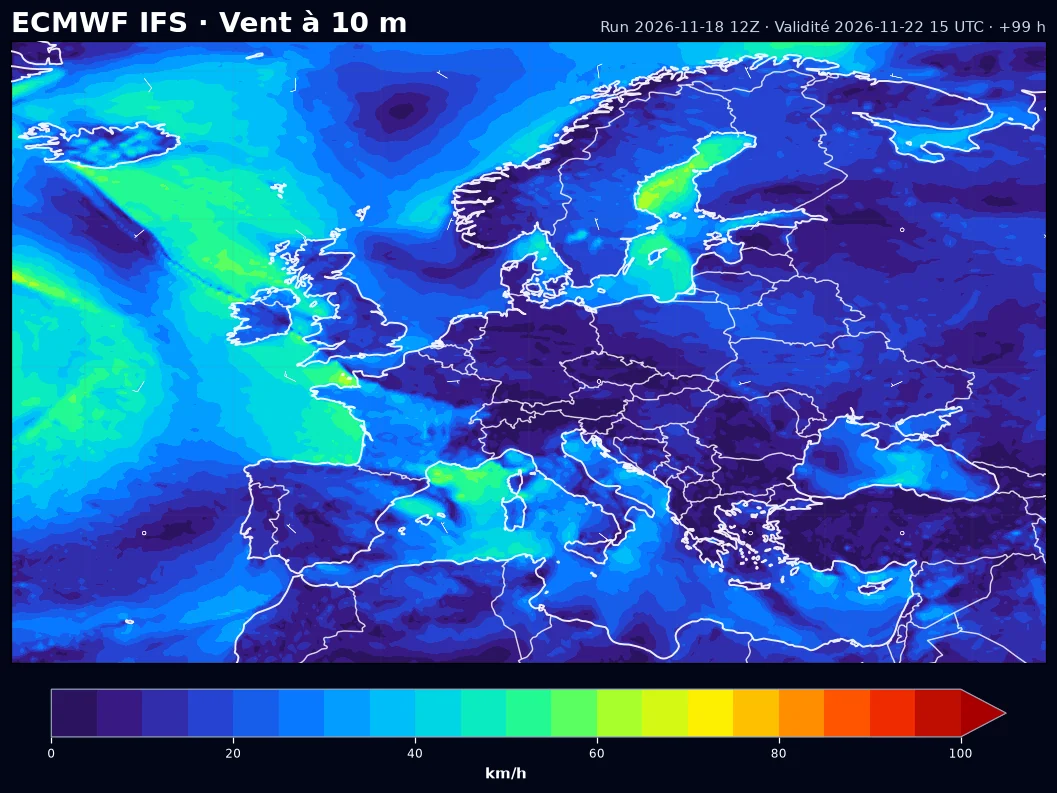 ECMWF IFS · Vent à 10 m
Run 2026-11-18 12Z · Validité 2026-11-22 15 UTC · +99 h
0 20 40 60 80 100
km/h